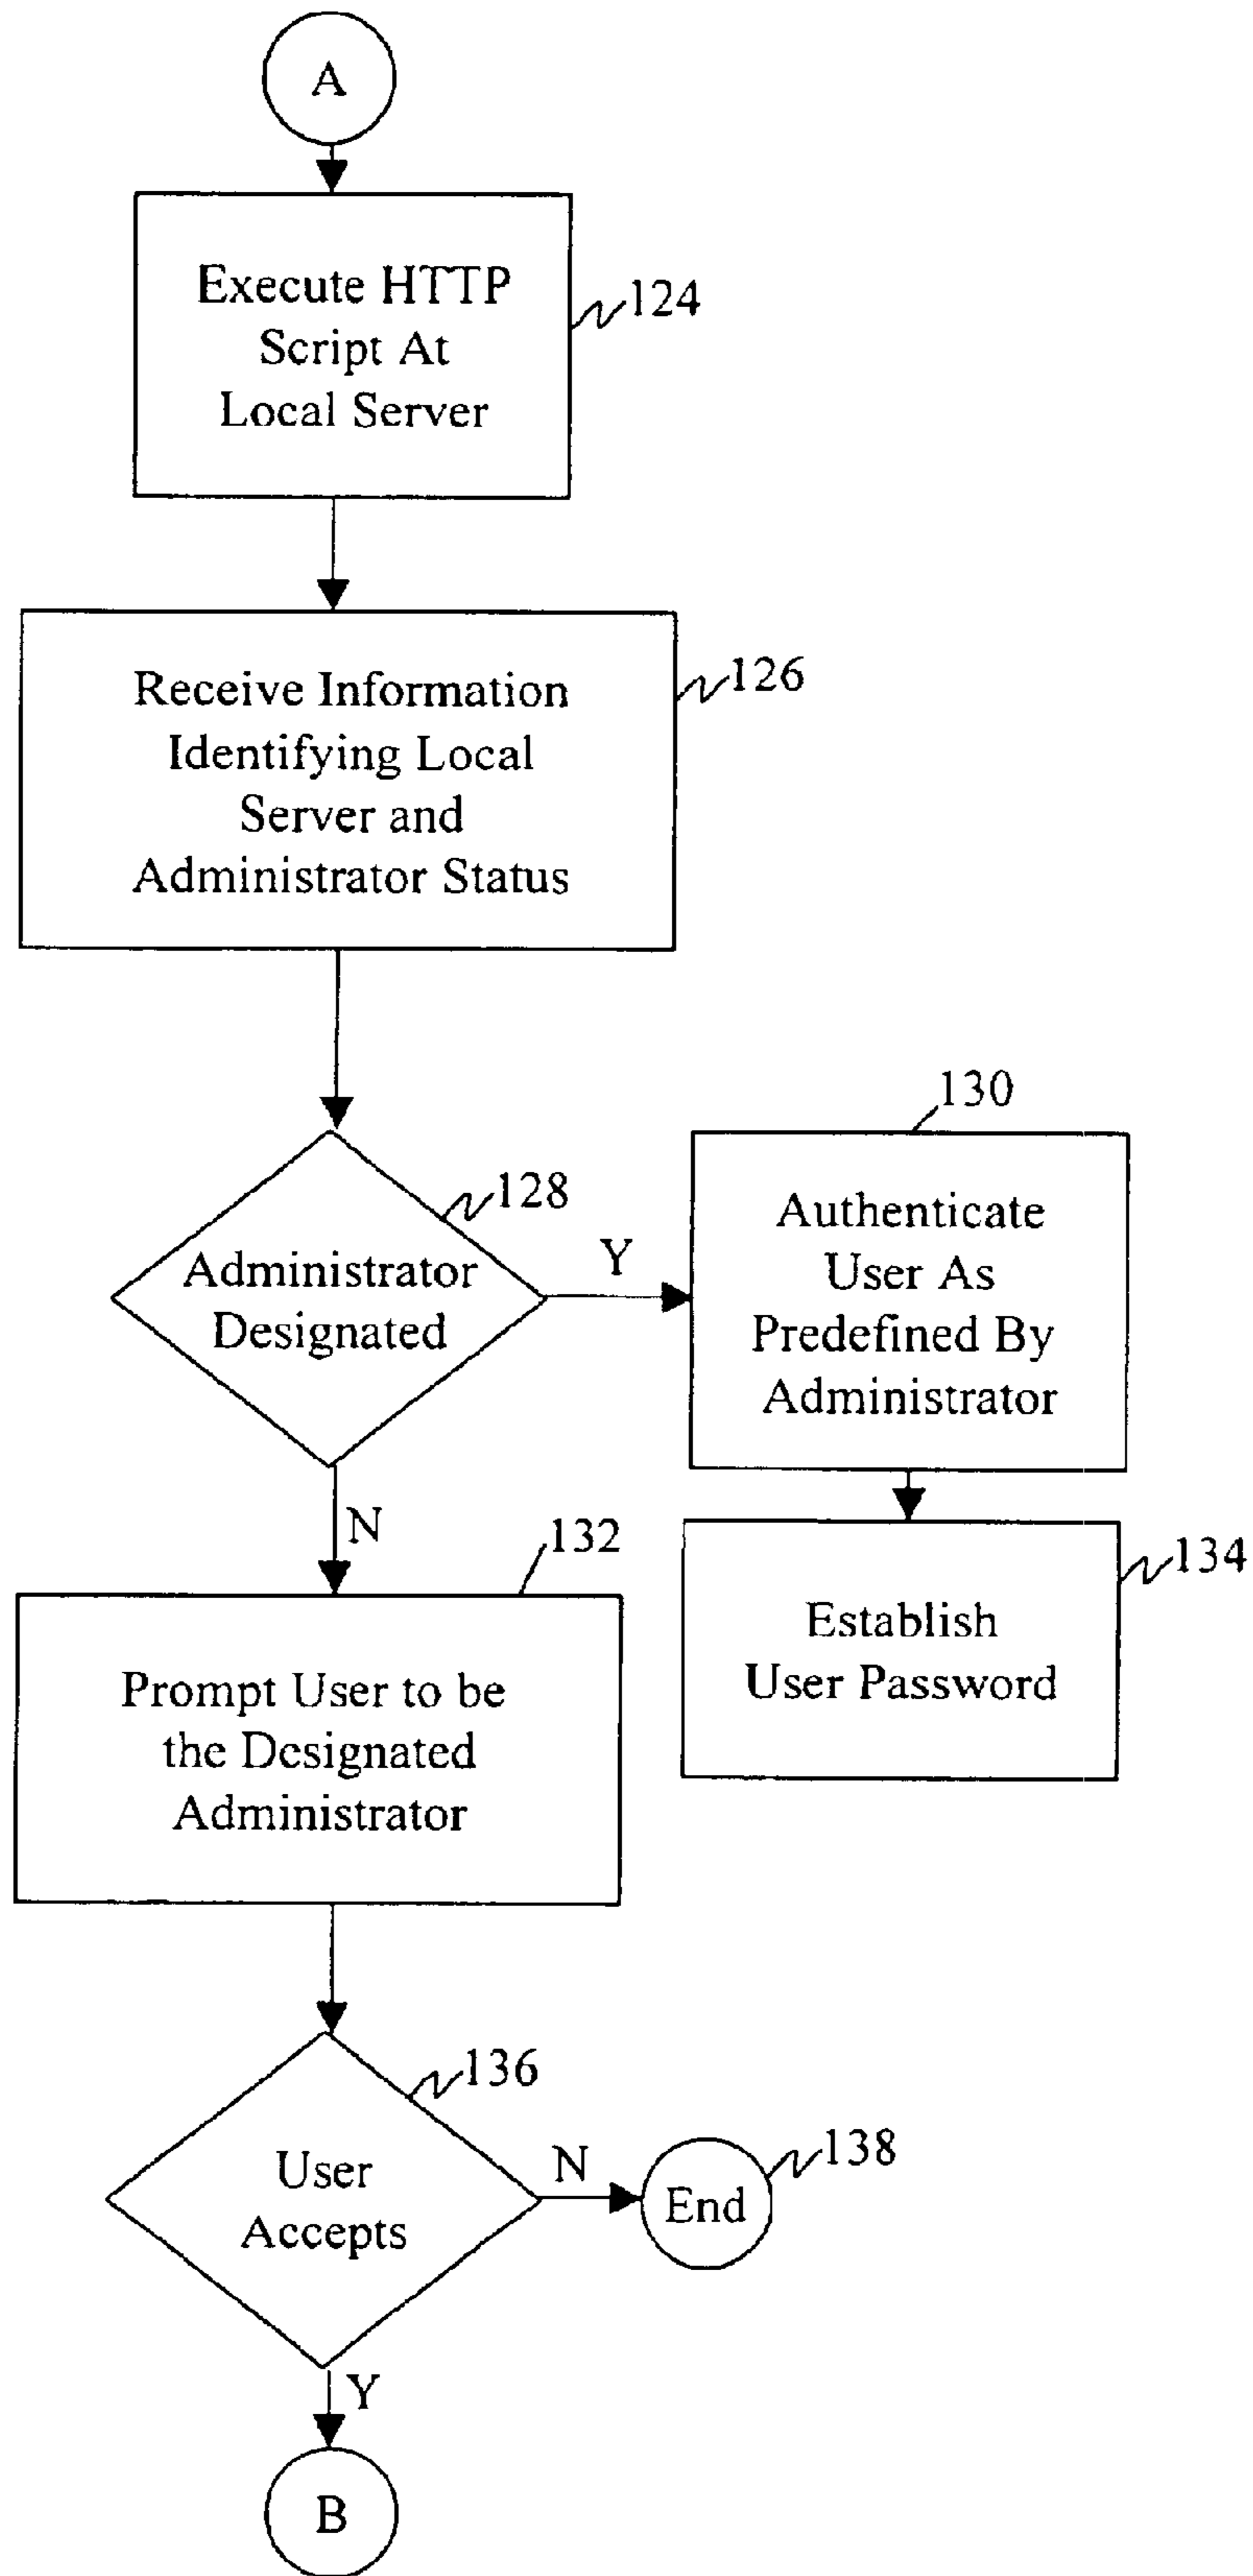 A
Execute HTTP
Script At
Local Server
124
Receive Information
Identifying Local
Server and
Administrator Status
126
128
Administrator
Designated
Y
130
Authenticate
User As
Predefined By
Administrator
N
132
Prompt User to be
the Designated
Administrator
134
Establish
User Password
136
User
Accepts
N
138
End
Y
B